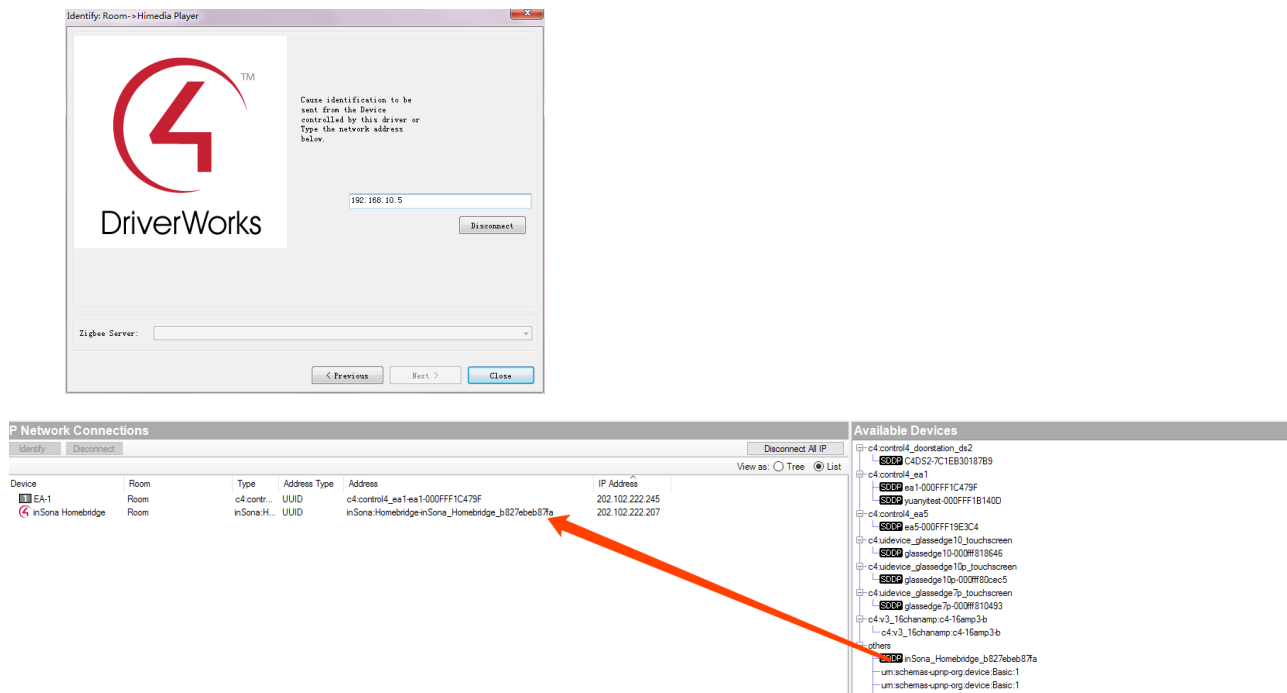 Identify: Room->Himedia Player
TM
DriverWorks
Cause identification to be
sent from the Device
controlled by this driver or
Type the network address
below.
192.168.10.5
Disconnect
Zigbee Server:
< Previous
Next >
Close
P Network Connections
Identify
Disconnect
Disconnect All IP
View as: Tree List
Device Room Type Address Type Address IP Address
EA-1 Room c4:contr... UUID c4:control4_ea1-ea1-000FFF1C479F 202.102.222.245
inSona Homebridge Room inSona:H... UUID inSona:Homebridge-inSona_Homebridge_b827ebeb87fa 202.102.222.207
Available Devices
c4:control4_doorstation_ds2
SDDP C4DS2-7C1EB30187B9
c4:control4_ea1
SDDP ea1-000FFF1C479F
SDDP yuanyitest-000FFF1B140D
c4:control4_ea5
SDDP ea5-000FFF19E3C4
c4:uidevice_glassedge10_touchscreen
SDDP glassedge10-000fff818646
c4:uidevice_glassedge10p_touchscreen
SDDP glassedge10p-000fff80cec5
c4:uidevice_glassedge7p_touchscreen
SDDP glassedge7p-000fff810493
c4:v3_16chanamp:c4-16amp3-b
c4:v3_16chanamp:c4-16amp3-b
others
SDDP inSona_Homebridge_b827ebeb87fa
urn:schemas-upnp-org:device:Basic:1
urn:schemas-upnp-org:device:Basic:1